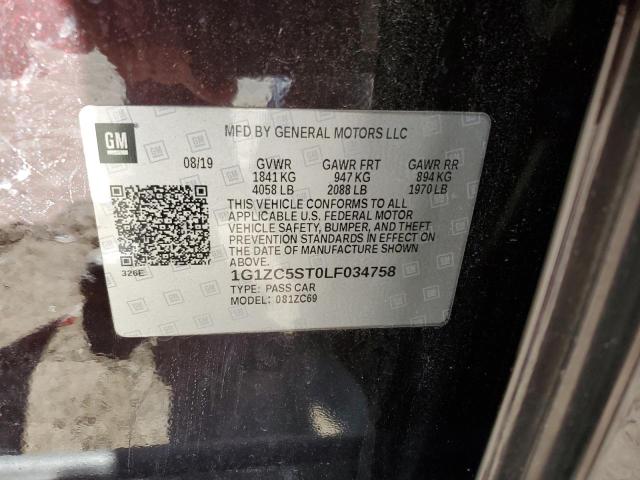 GM
MFD BY GENERAL MOTORS LLC
08/19 GVWR GAWR FRT GAWR RR
1841 KG 947 KG 894 KG
4058 LB 2088 LB 1970 LB
THIS VEHICLE CONFORMS TO ALL
APPLICABLE U.S. FEDERAL MOTOR
VEHICLE SAFETY, BUMPER, AND THEFT
PREVENTION STANDARDS IN EFFECT ON
THE DATE OF MANUFACTURE SHOWN
ABOVE.
326E
1G1ZC5ST0LF034758
TYPE: PASS CAR
MODEL: 081ZC69